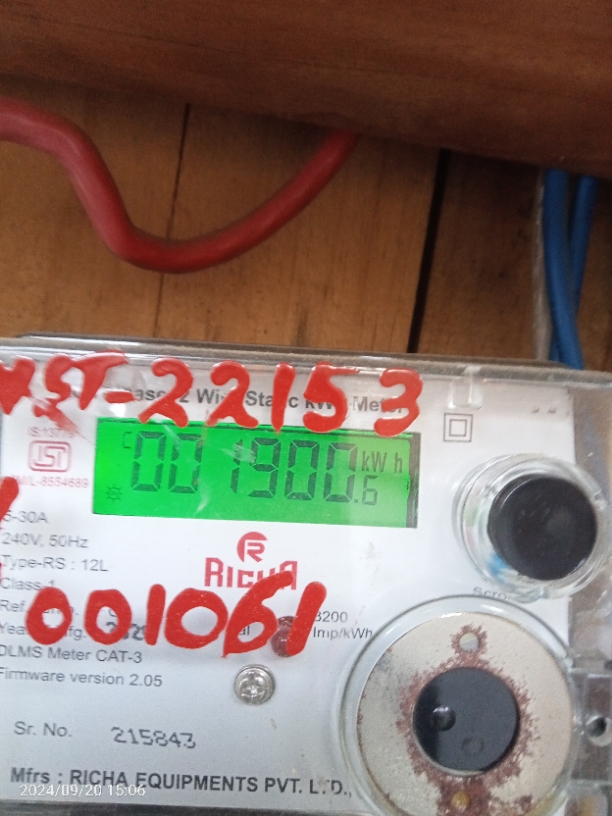 22153
Static
Meter
IS:13779
ISI
CM/L-8554689
001900.6 kWh
5-30A
240V, 50Hz
Type-RS : 12L
Class-1
RICHA
001061
3200
Imp/kWh
DLMS Meter CAT-3
Firmware version 2.05
Sr. No. 215843
Mfrs : RICHA EQUIPMENTS PVT. LTD.,
2024/09/20 15:06